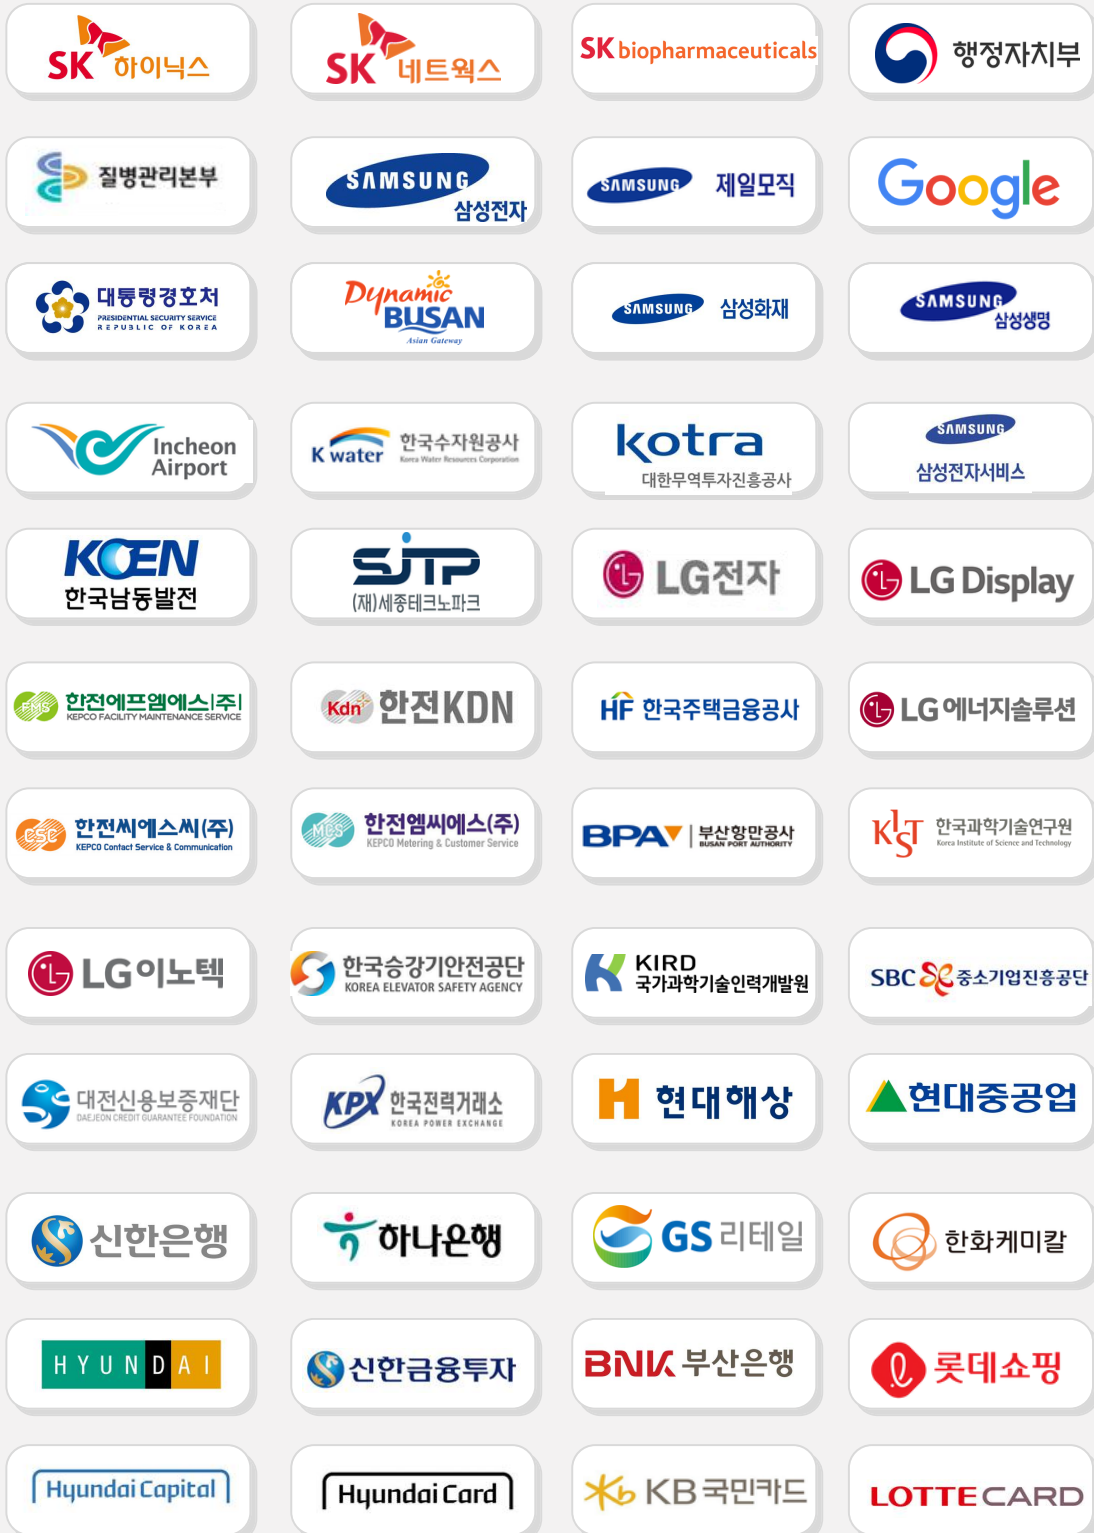 SK 하이닉스
SK 네트웍스
SK biopharmaceuticals
행정자치부
질병관리본부
SAMSUNG
삼성전자
SAMSUNG 제일모직
Google
대통령경호처
PRESIDENTIAL SECURITY SERVICE
REPUBLIC OF KOREA
Dynamic
BUSAN
Asian Gateway
SAMSUNG 삼성화재
SAMSUNG
삼성생명
Incheon
Airport
K water 한국수자원공사
Korea Water Resources Corporation
kotra
대한무역투자진흥공사
SAMSUNG
삼성전자서비스
KOEN
한국남동발전
SJTP
(재)세종테크노파크
LG전자
LG Display
FMS 한전에프엠에스(주)
KEPCO FACILITY MAINTENANCE SERVICE
Kdn 한전KDN
HF 한국주택금융공사
LG에너지솔루션
CSC 한전씨에스씨(주)
KEPCO Contact Service & Communication
MCS 한전엠씨에스(주)
KEPCO Metering & Customer Service
BPA 부산항만공사
BUSAN PORT AUTHORITY
KIST 한국과학기술연구원
Korea Institute of Science and Technology
LG이노텍
한국승강기안전공단
KOREA ELEVATOR SAFETY AGENCY
KIRD
국가과학기술인력개발원
SBC 중소기업진흥공단
대전신용보증재단
DAEJEON CREDIT GUARANTEE FOUNDATION
KPX 한국전력거래소
KOREA POWER EXCHANGE
현대해상
현대중공업
신한은행
하나은행
GS리테일
한화케미칼
HYUNDAI
신한금융투자
BNK 부산은행
롯데쇼핑
Hyundai Capital
Hyundai Card
KB국민카드
LOTTE CARD